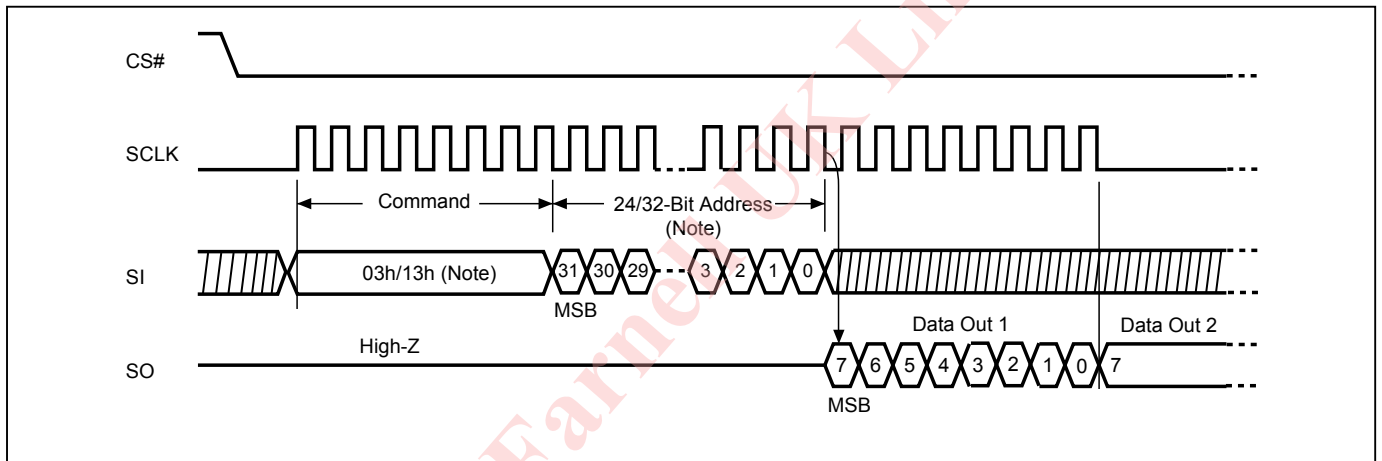 CS#
SCLK
Command
24/32-Bit Address
(Note)
SI
03h/13h (Note)
31 30 29 3 2 1 0
MSB
Data Out 1
Data Out 2
High-Z
SO
7 6 5 4 3 2 1 0 7
MSB
Farnell UK